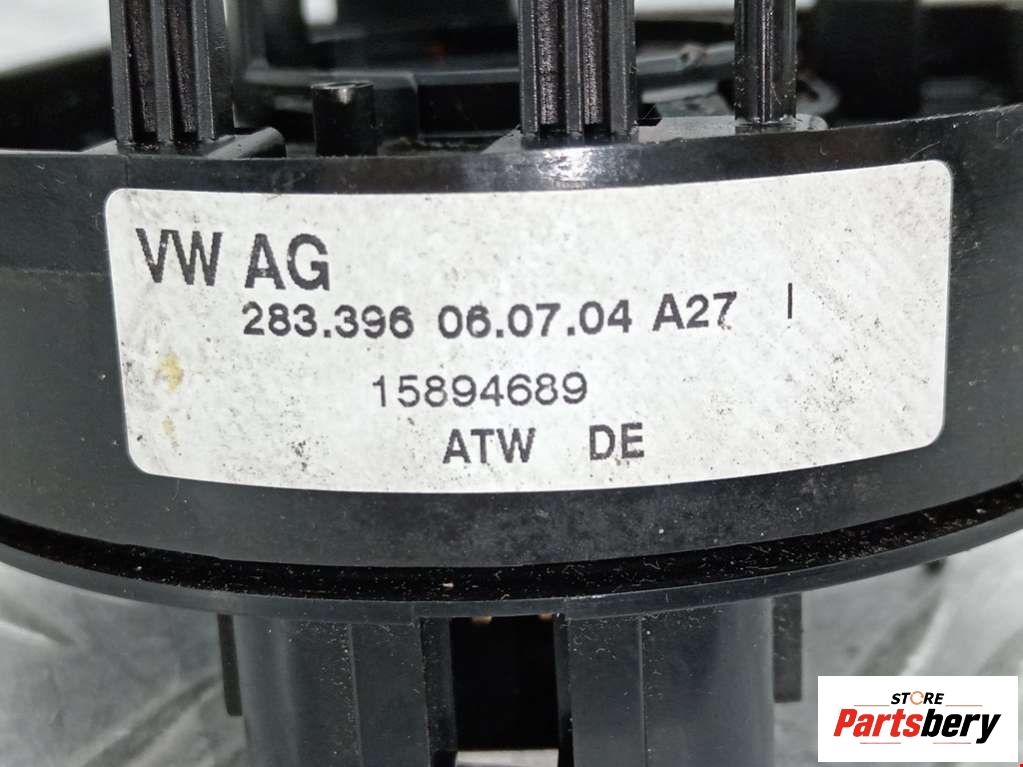 VW AG
283.396 06.07.04 A27 I
15894689
ATW DE
STORE
Partsbery